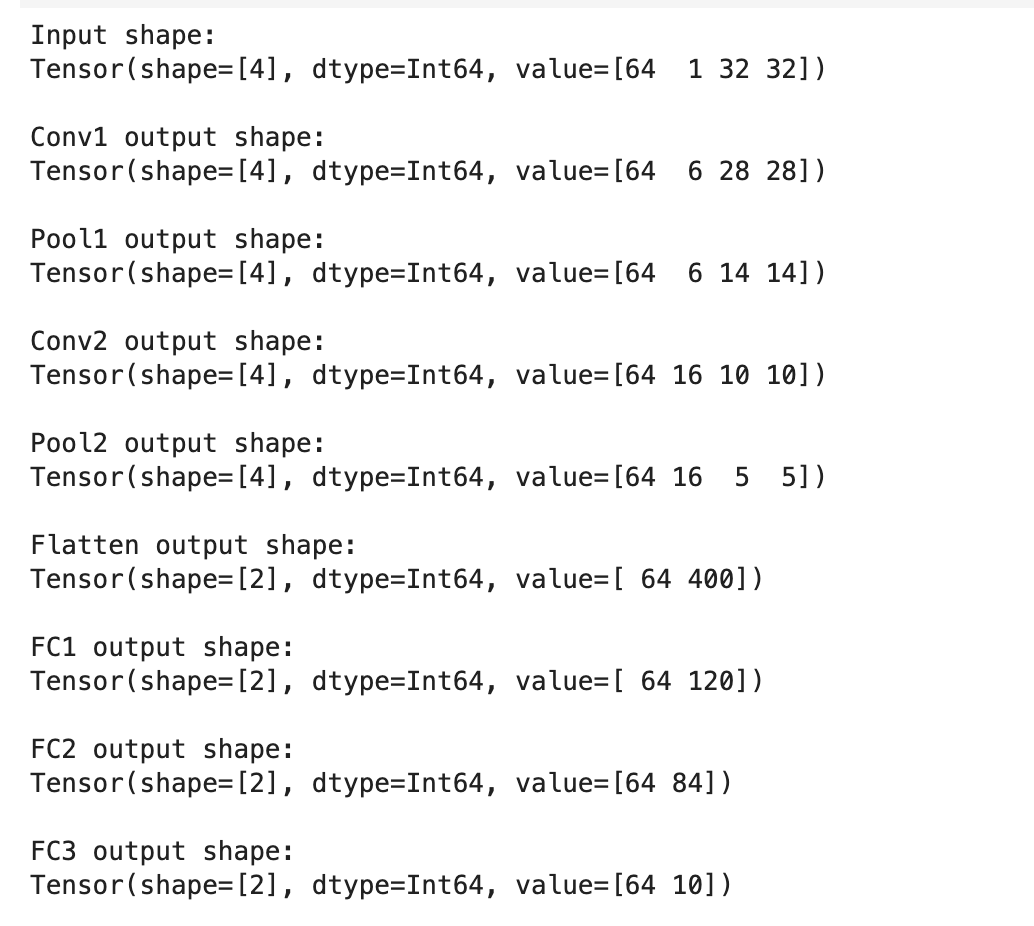 Input shape:
Tensor(shape=[4], dtype=Int64, value=[64  1 32 32])
Conv1 output shape:
Tensor(shape=[4], dtype=Int64, value=[64  6 28 28])
Pool1 output shape:
Tensor(shape=[4], dtype=Int64, value=[64  6 14 14])
Conv2 output shape:
Tensor(shape=[4], dtype=Int64, value=[64 16 10 10])
Pool2 output shape:
Tensor(shape=[4], dtype=Int64, value=[64 16  5  5])
Flatten output shape:
Tensor(shape=[2], dtype=Int64, value=[ 64 400])
FC1 output shape:
Tensor(shape=[2], dtype=Int64, value=[ 64 120])
FC2 output shape:
Tensor(shape=[2], dtype=Int64, value=[64 84])
FC3 output shape:
Tensor(shape=[2], dtype=Int64, value=[64 10])